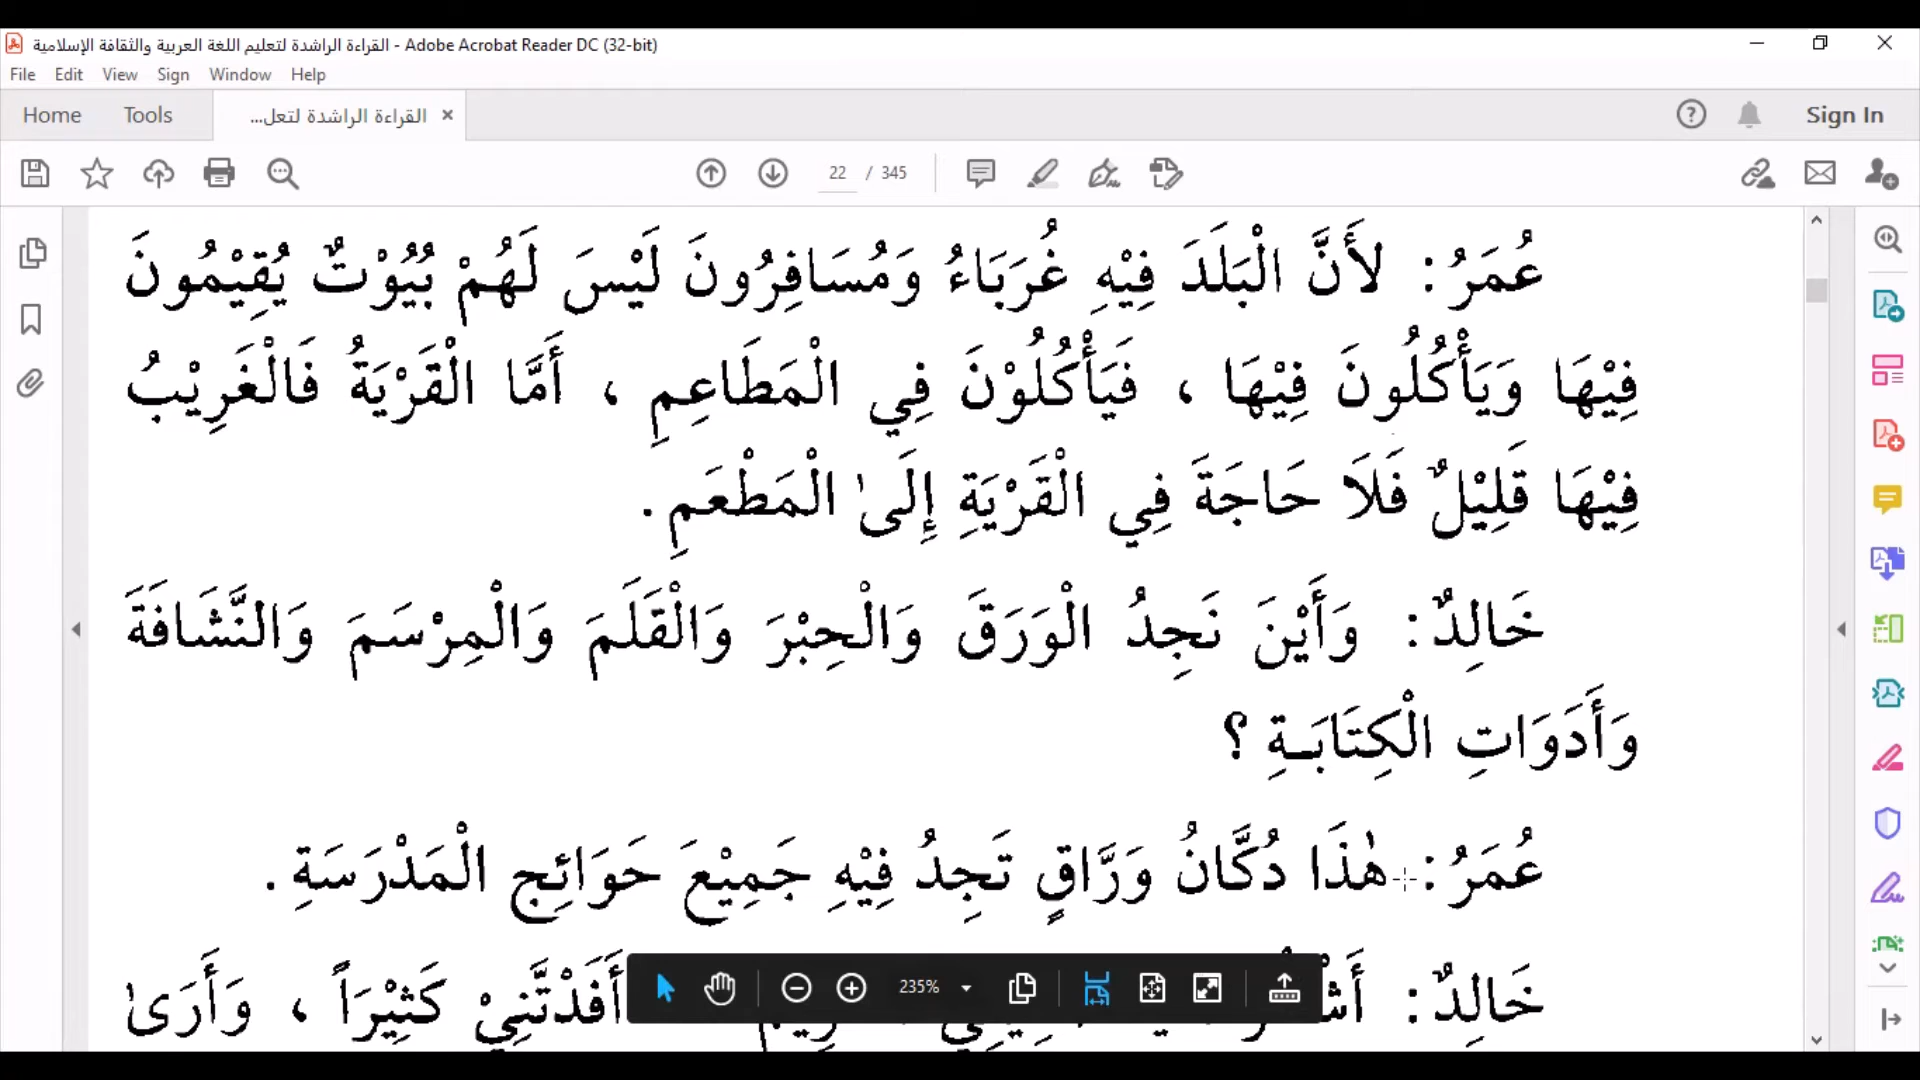 القراءة الراشدة لتعليم اللغة العربية والثقافة الإسلامية - Adobe Acrobat Reader DC (32-bit)
File Edit View Sign Window Help
Home Tools القراءة الراشدة لتعل... × Sign In
22 / 345
عُمَرُ: لأَنَّ الْبَلَدَ فِيْهِ غُرَبَاءُ وَمُسَافِرُونَ لَيْسَ لَهُمْ بُيُوْتٌ يُقِيْمُونَ
فِيْهَا وَيَأْكُلُونَ فِيْهَا ، فَيَأْكُلُوْنَ فِي الْمَطَاعِمِ ، أَمَّا الْقَرْيَةُ فَالْغَرِيْبُ
فِيْهَا قَلِيْلٌ فَلَا حَاجَةَ فِي الْقَرْيَةِ إِلَىٰ الْمَطْعَمِ .
خَالِدٌ: وَأَيْنَ نَجِدُ الْوَرَقَ وَالْحِبْرَ وَالْقَلَمَ وَالْمِرْسَمَ وَالنَّشَافَةَ
وَأَدَوَاتِ الْكِتَابَـةِ ؟
عُمَرُ: هٰذَا دُكَّانُ وَرَّاقٍ تَجِدُ فِيْهِ جَمِيْعَ حَوَائِجِ الْمَدْرَسَةِ .
خَالِدٌ: أَفَدْتَّنِيْ كَثِيْرَاً ، وَأَرَىٰ
235%